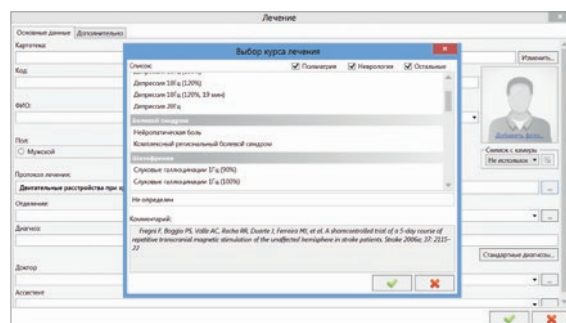 Лечение
Основные данные Дополнительно
Картотека:
Изменить...
Код:
ФИО:
Добавить фото...
Пол:
Мужской
Снимок с камеры
Не использов
Протокол лечения:
Двигательные расстройства при
Отделение:
Диагноз:
Стандартные диагнозы...
Доктор
Ассистент
Выбор курса лечения
Список:
Психиатрия Неврология Остальные
Депрессия 10Гц (120%)
Депрессия 10Гц (120%, 19 мин)
Депрессия 20Гц
Болевой синдром
Нейропатическая боль
Комплексный региональный болевой синдром
Шизофрения
Слуховые галлюцинации 1Гц (90%)
Слуховые галлюцинации 1Гц (100%)
Не определен
Комментарий:
Fregni F, Boggio PS, Valle AC, Rocha RR, Duarte J, Ferreira MJ, et al. A sham-controlled trial of a 5-day course of
repetitive transcranial magnetic stimulation of the unaffected hemisphere in stroke patients. Stroke 2006a; 37: 2115–
22